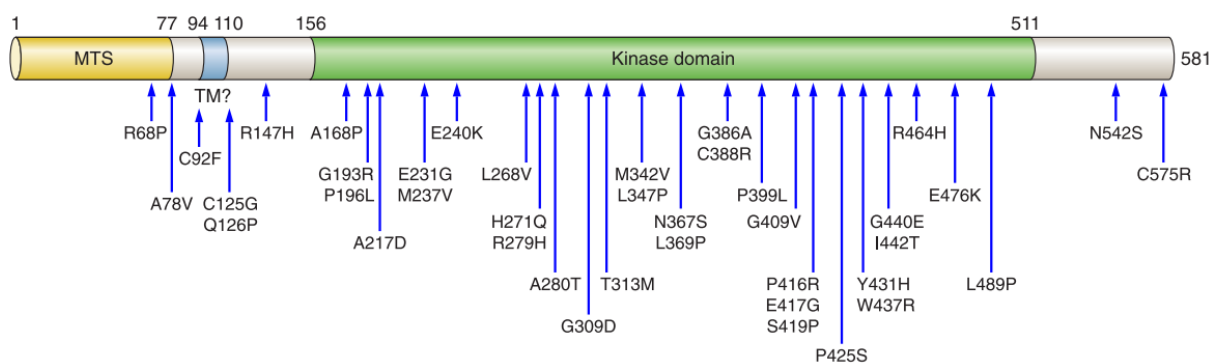 1 77 94 110 156 511
MTS Kinase domain 581
TM?
R68P R147H A168P E240K G386A R464H N542S
C388R
C92F
G193R E231G L268V M342V E476K C575R
P196L M237V L347P P399L
A78V C125G
Q126P
H271Q N367S G409V G440E
R279H L369P I442T
A217D
A280T T313M P416R Y431H L489P
E417G W437R
G309D S419P
P425S